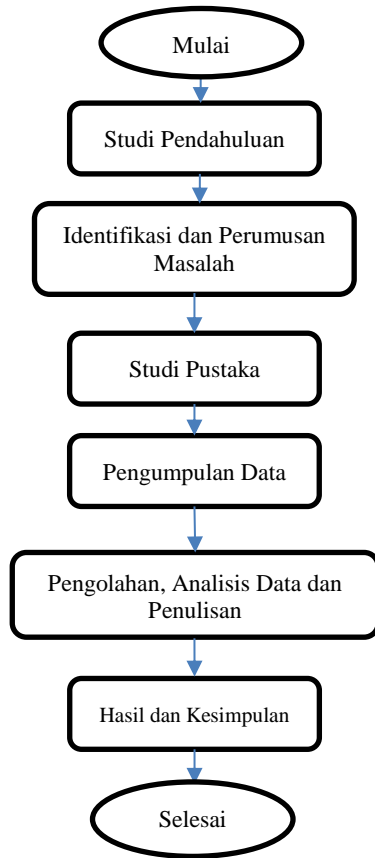 Mulai
Studi Pendahuluan
Identifikasi dan Perumusan
Masalah
Studi Pustaka
Pengumpulan Data
Pengolahan, Analisis Data dan
Penulisan
Hasil dan Kesimpulan
Selesai